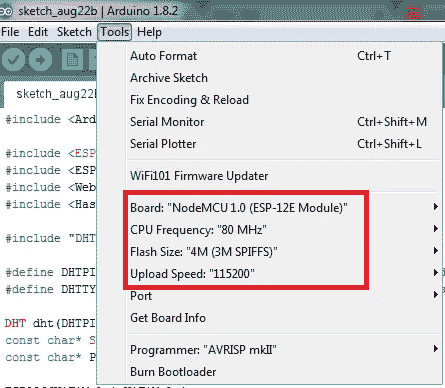 sketch_aug22b | Arduino 1.8.2
File Edit Sketch Tools Help
Auto Format Ctrl+T
Archive Sketch
Fix Encoding & Reload
Serial Monitor Ctrl+Shift+M
Serial Plotter Ctrl+Shift+L
WiFi101 Firmware Updater
Board: "NodeMCU 1.0 (ESP-12E Module)"
CPU Frequency: "80 MHz"
Flash Size: "4M (3M SPIFFS)"
Upload Speed: "115200"
Port
Get Board Info
Programmer: "AVRISP mkII"
Burn Bootloader
sketch_aug22b
#include <Ard
#include <ESP
#include <ESP
#include <Web
#include <Has
#include "DHT
#define DHTPI
#define DHTTY
DHT dht(DHTPI
const char* S
const char* P